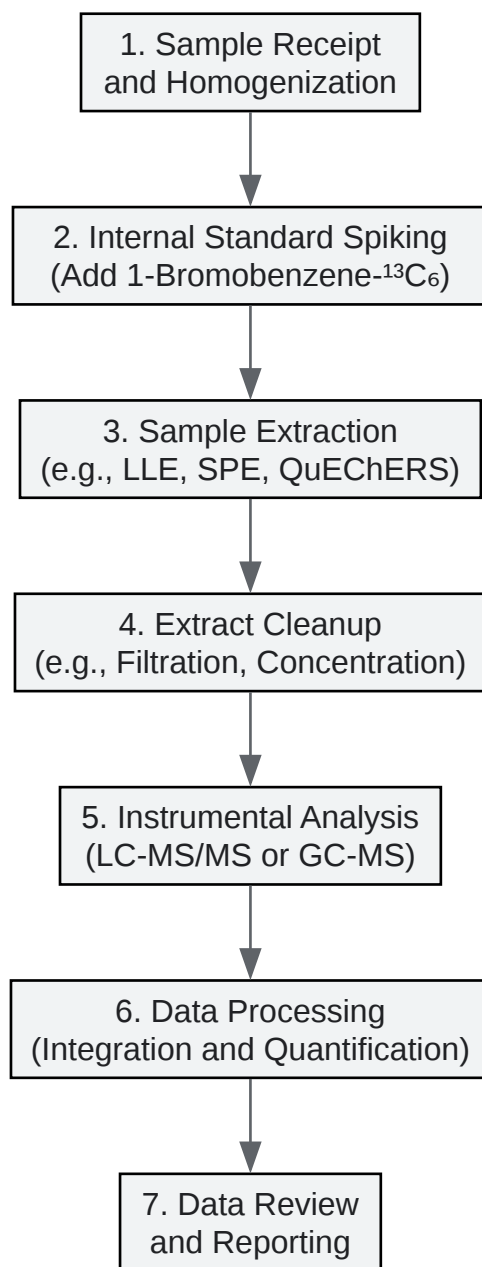 1. Sample Receipt
and Homogenization
2. Internal Standard Spiking
(Add 1-Bromobenzene-¹³C₆)
3. Sample Extraction
(e.g., LLE, SPE, QuEChERS)
4. Extract Cleanup
(e.g., Filtration, Concentration)
5. Instrumental Analysis
(LC-MS/MS or GC-MS)
6. Data Processing
(Integration and Quantification)
7. Data Review
and Reporting